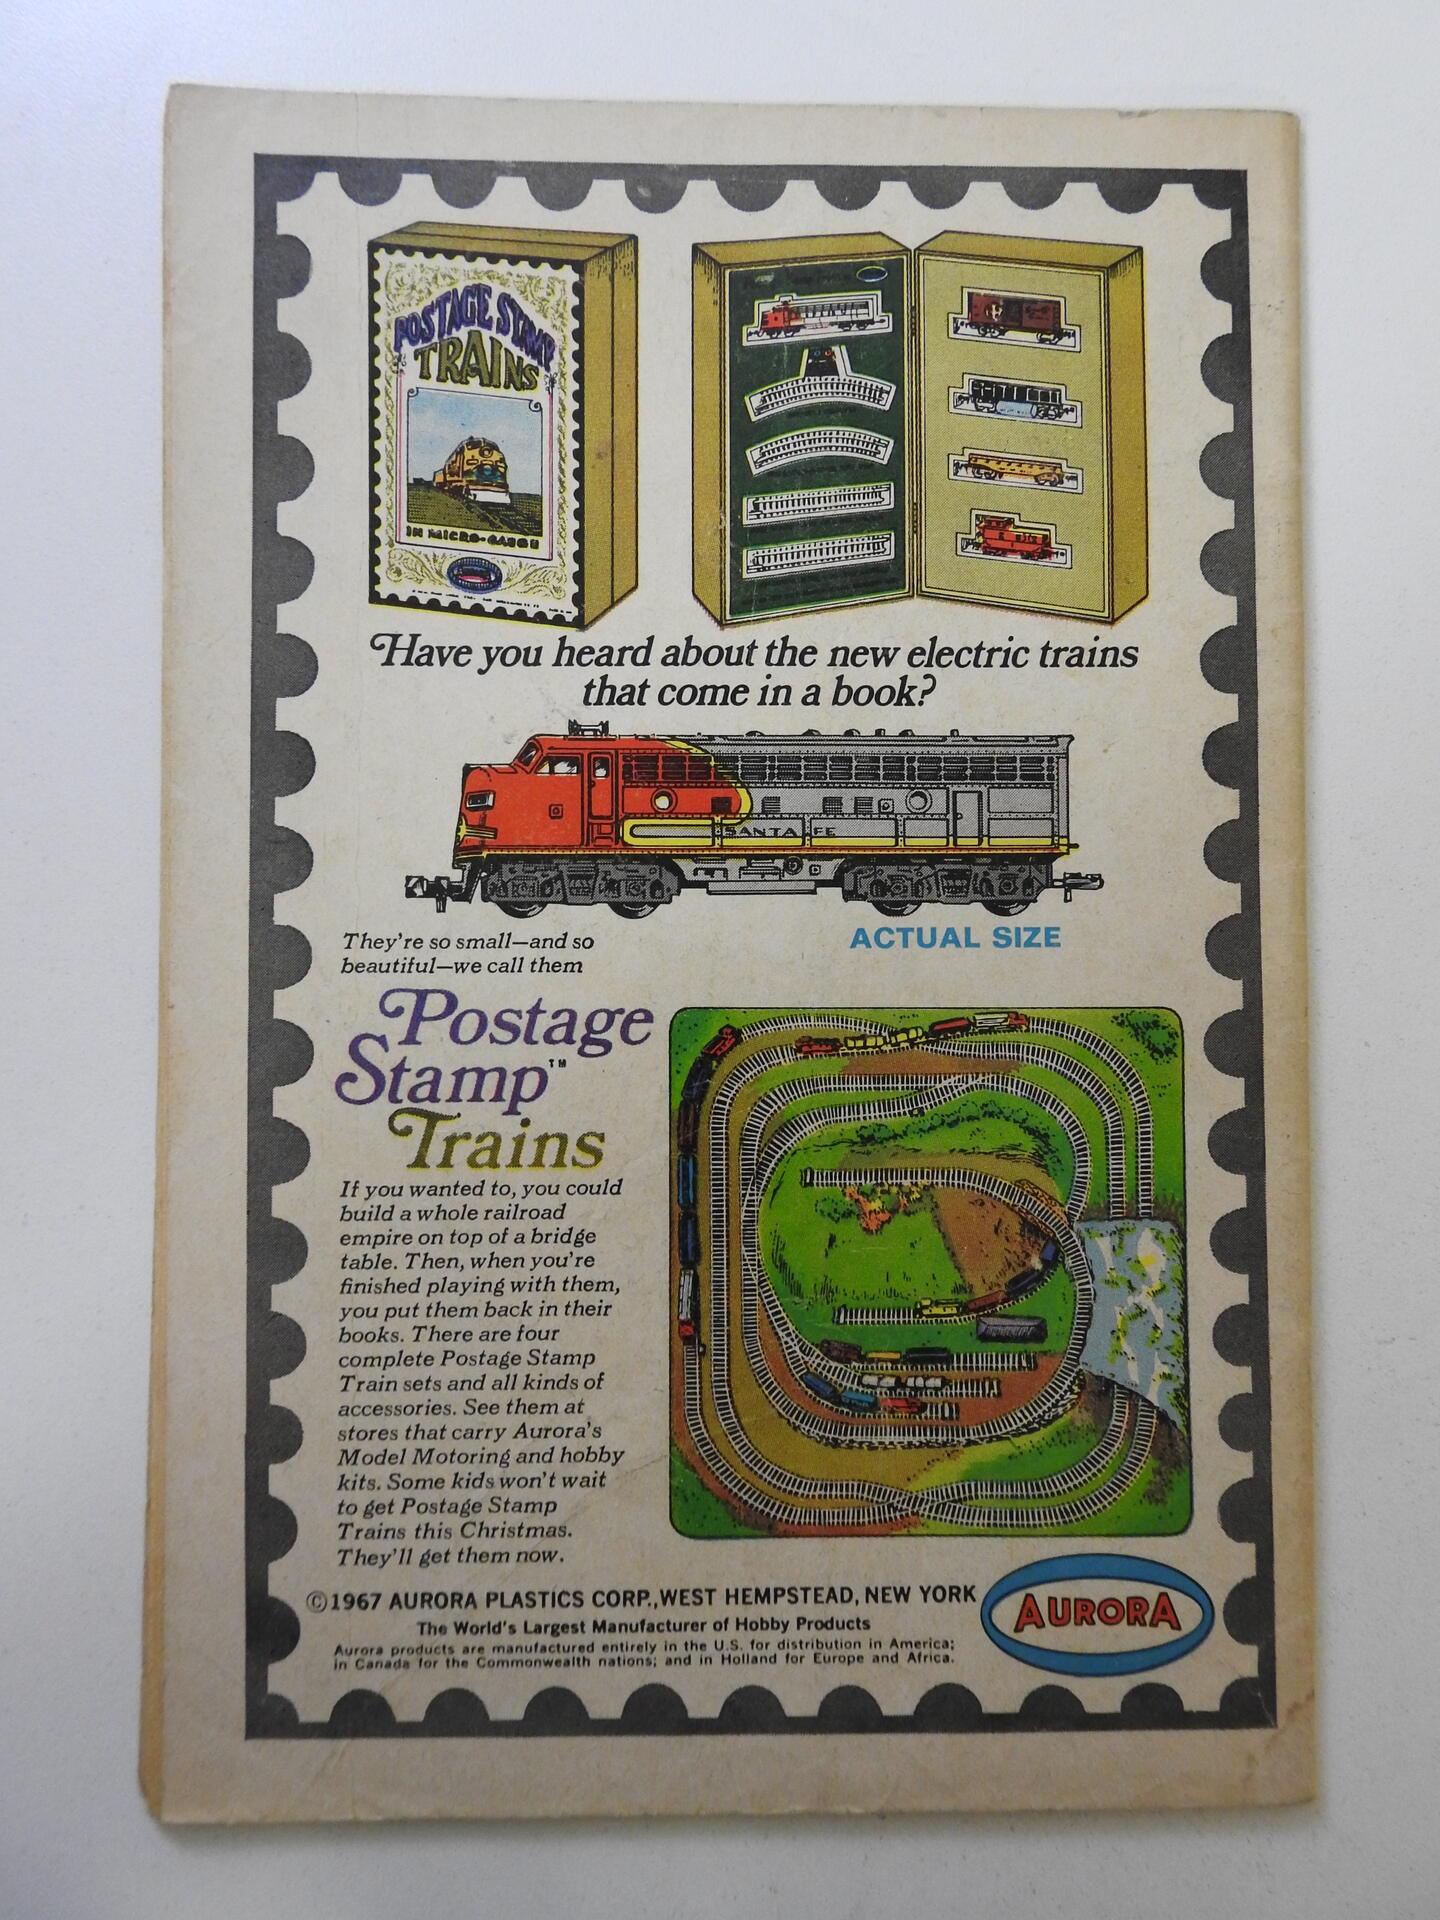 POSTAGE STAMP
TRAINS
IN MICRO-GAUGE
Have you heard about the new electric trains
that come in a book?
SANTA FE
They're so small—and so
beautiful—we call them
ACTUAL SIZE
Postage
Stamp™
Trains
If you wanted to, you could
build a whole railroad
empire on top of a bridge
table. Then, when you're
finished playing with them,
you put them back in their
books. There are four
complete Postage Stamp
Train sets and all kinds of
accessories. See them at
stores that carry Aurora's
Model Motoring and hobby
kits. Some kids won't wait
to get Postage Stamp
Trains this Christmas.
They'll get them now.
©1967 AURORA PLASTICS CORP., WEST HEMPSTEAD, NEW YORK
The World's Largest Manufacturer of Hobby Products
Aurora products are manufactured entirely in the U.S. for distribution in America;
in Canada for the Commonwealth nations; and in Holland for Europe and Africa.
AURORA